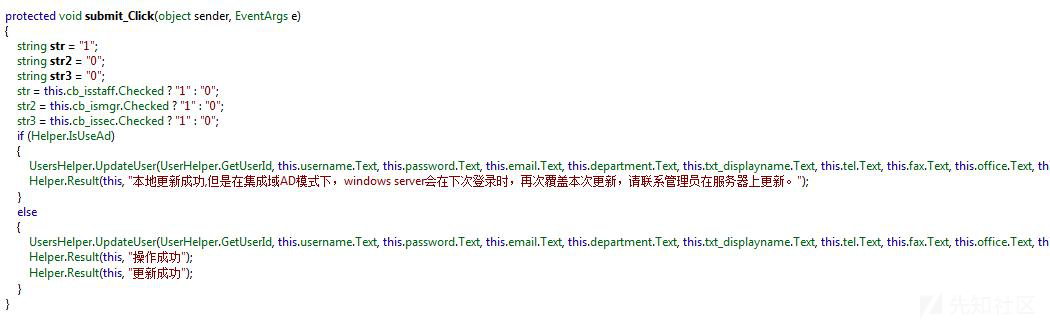 protected void submit_Click(object sender, EventArgs e)
{
string str = "1";
string str2 = "0";
string str3 = "0";
str = this.cb_isstaff.Checked ? "1" : "0";
str2 = this.cb_ismgr.Checked ? "1" : "0";
str3 = this.cb_issec.Checked ? "1" : "0";
if (Helper.IsUseAd)
{
UsersHelper.UpdateUser(UserHelper.GetUserId, this.username.Text, this.password.Text, this.email.Text, this.department.Text, this.txt_displayname.Text, this.tel.Text, this.fax.Text, this.office.Text, th
Helper.Result(this, "本地更新成功,但是在集成域AD模式下，windows server会在下次登录时，再次覆盖本次更新，请联系管理员在服务器上更新。");
}
else
{
UsersHelper.UpdateUser(UserHelper.GetUserId, this.username.Text, this.password.Text, this.email.Text, this.department.Text, this.txt_displayname.Text, this.tel.Text, this.fax.Text, this.office.Text, th
Helper.Result(this, "操作成功");
Helper.Result(this, "更新成功");
}
}
先知社区